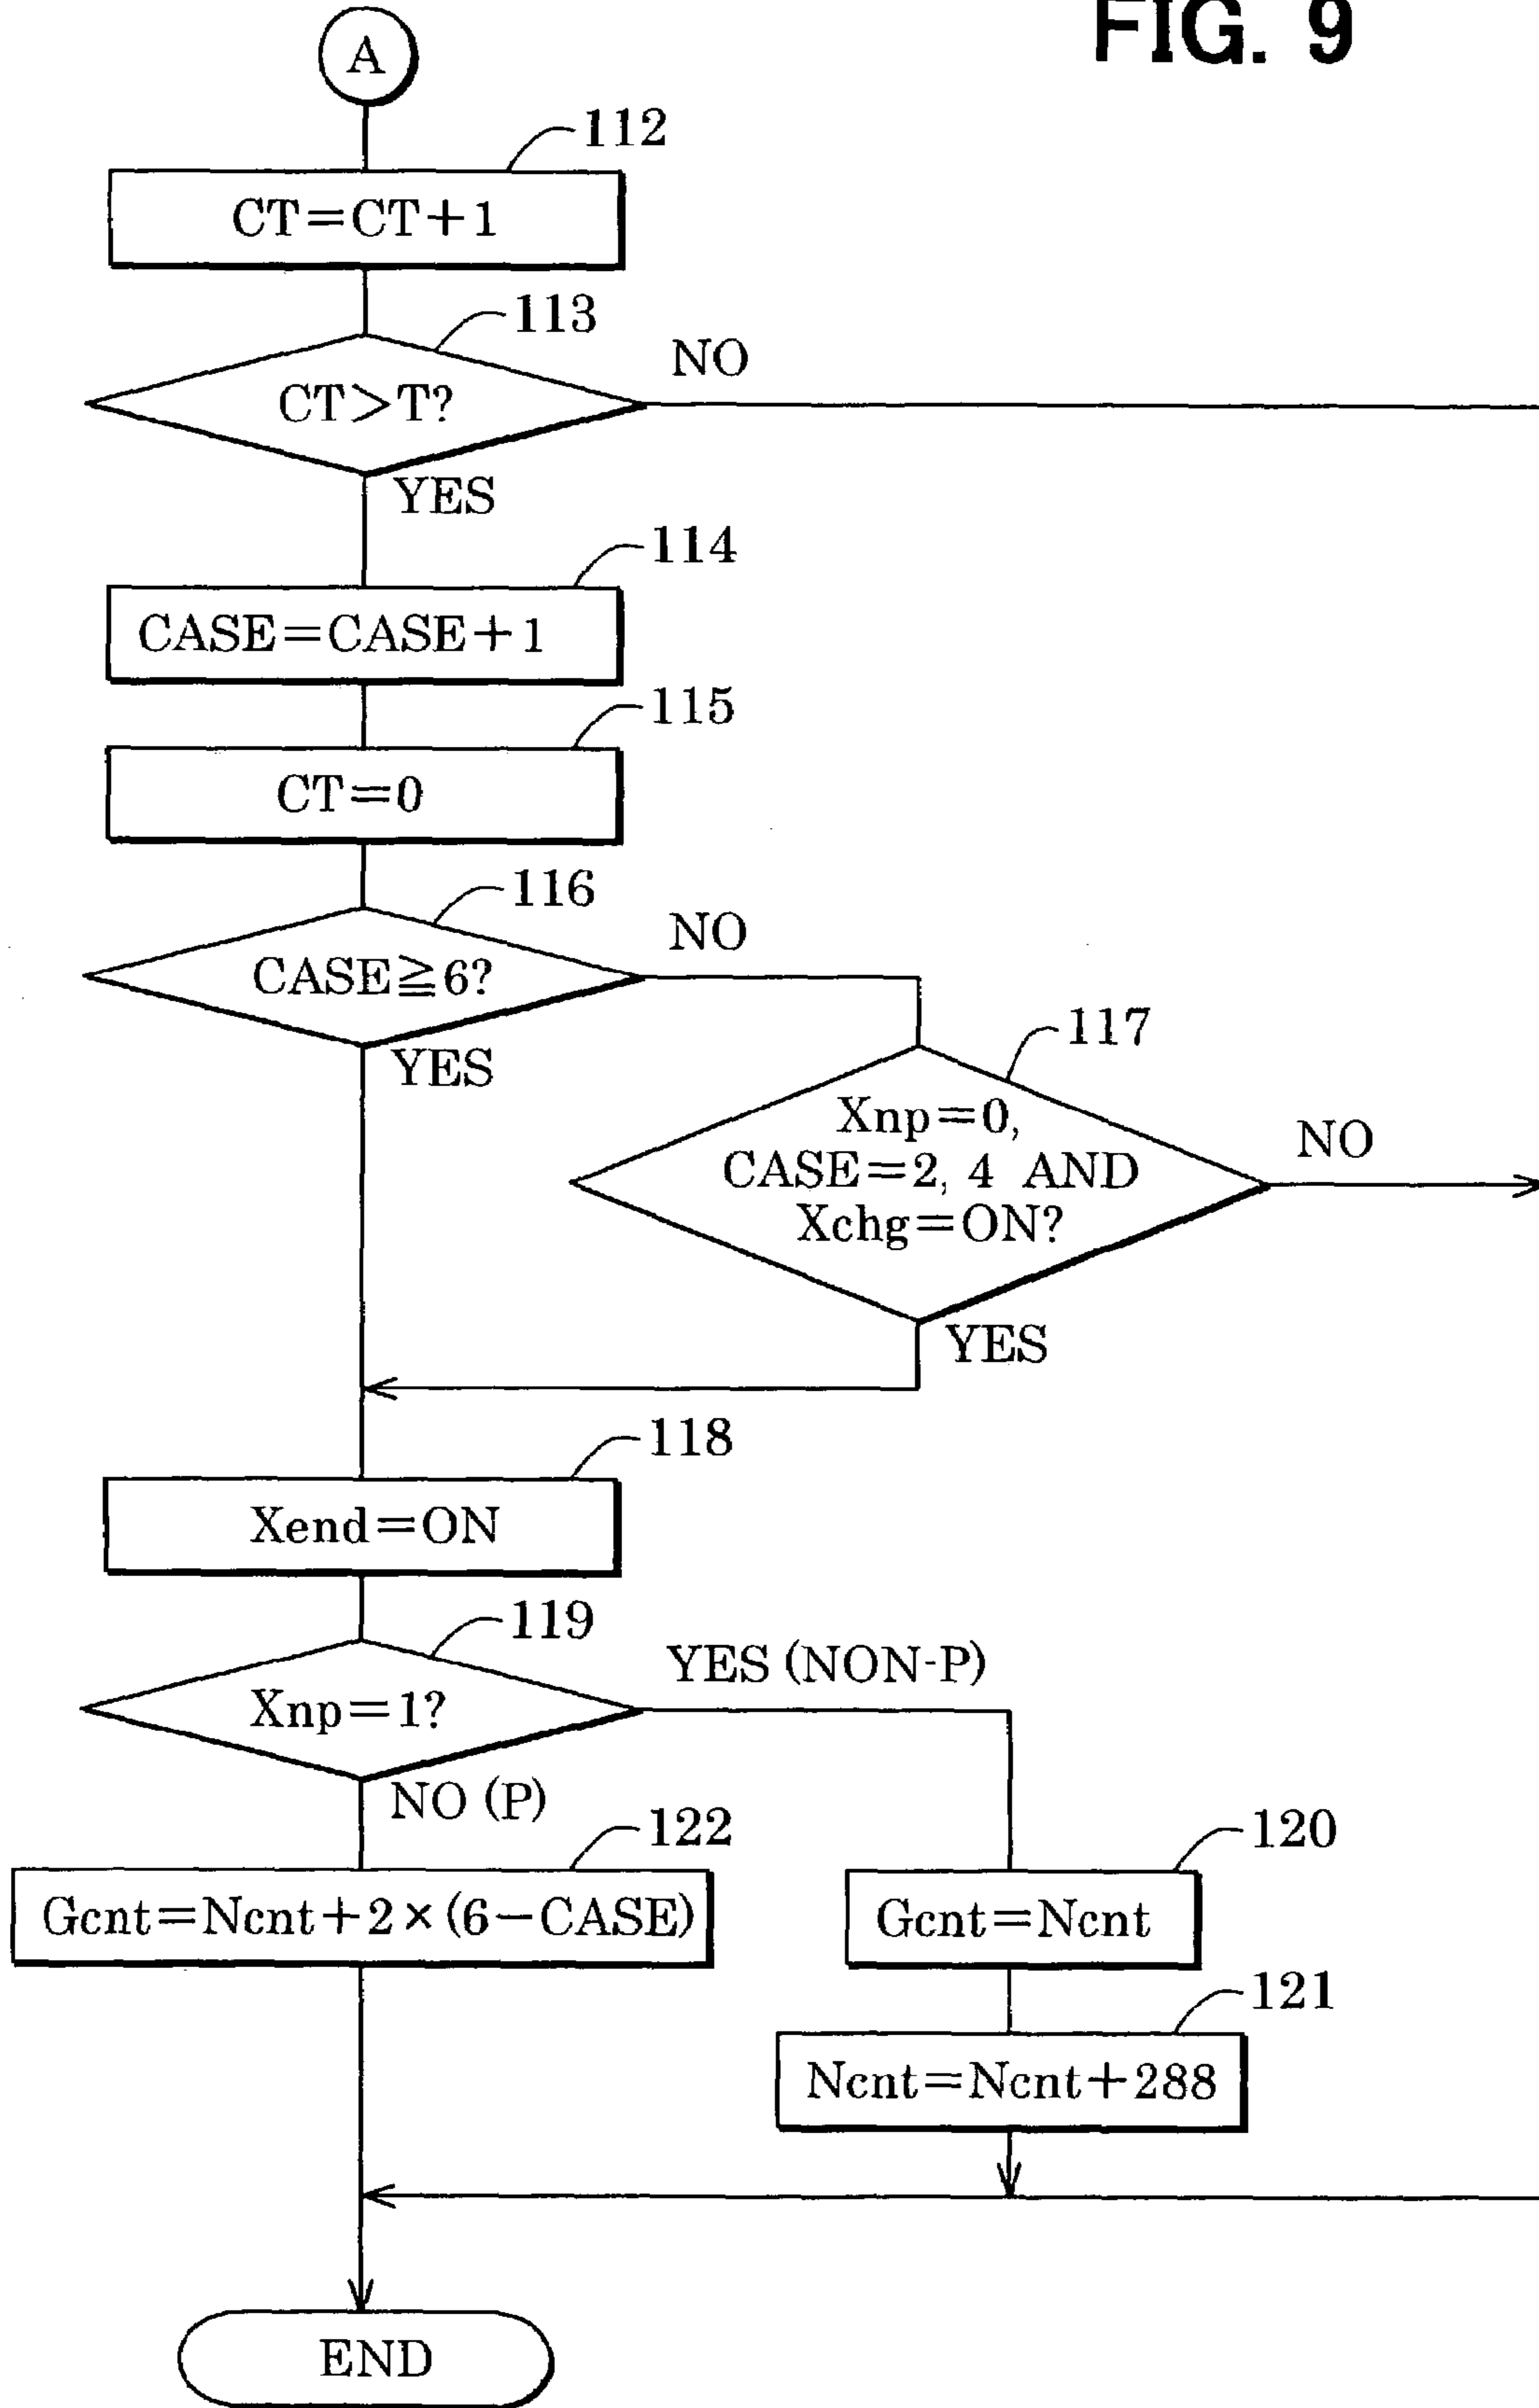 FIG. 9
A
112
CT=CT+1
113
CT>T?
NO
YES
114
CASE=CASE+1
115
CT=0
116
CASE≧6?
NO
YES
117
Xnp=0,
CASE=2, 4 AND
Xchg=ON?
NO
YES
118
Xend=ON
119
Xnp=1?
YES (NON-P)
NO (P)
122
Gcnt=Ncnt+2×(6−CASE)
120
Gcnt=Ncnt
121
Ncnt=Ncnt+288
END